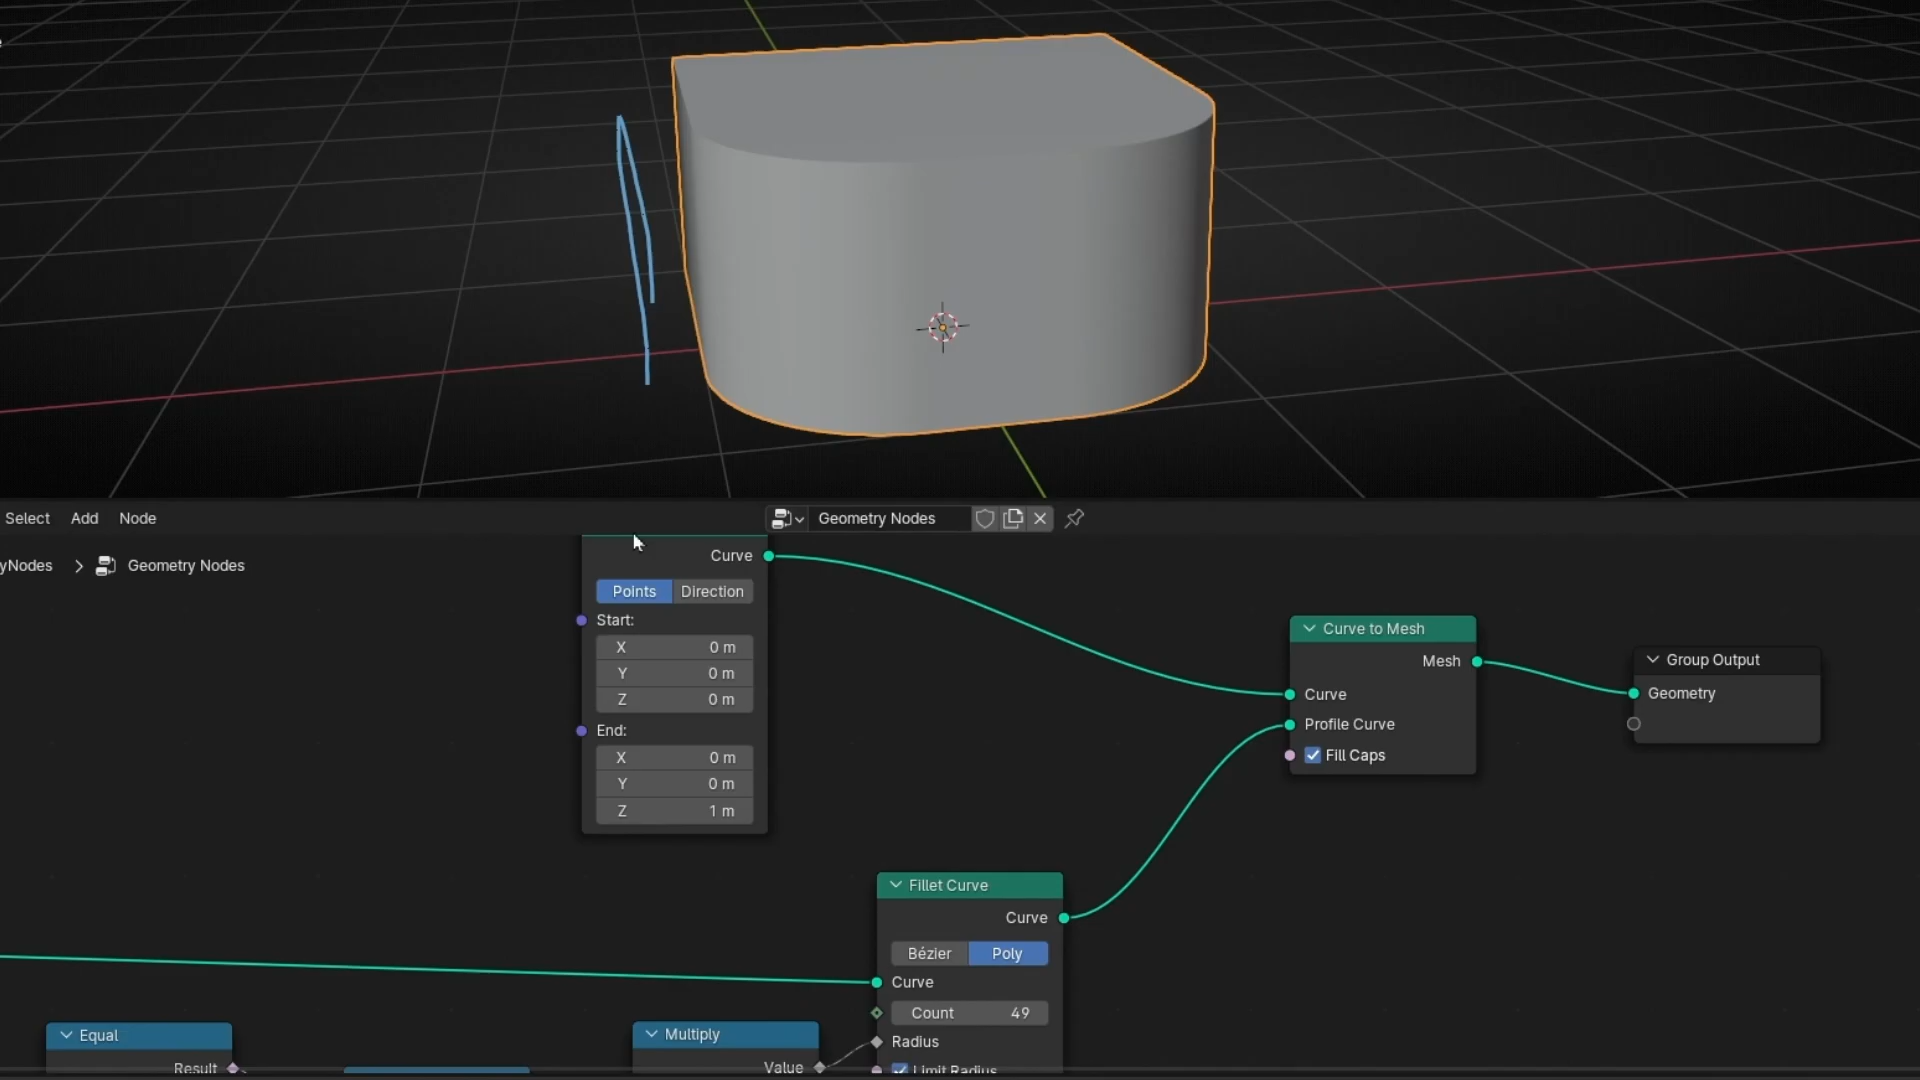 Select Add Node Geometry Nodes
yNodes > Geometry Nodes
Curve
Points Direction
Start:
X 0 m
Y 0 m
Z 0 m
End:
X 0 m
Y 0 m
Z 1 m
Curve to Mesh
Mesh
Curve
Profile Curve
Fill Caps
Group Output
Geometry
Fillet Curve
Curve
Bézier Poly
Curve
Count 49
Radius
Limit Radius
Equal
Result
Multiply
Value